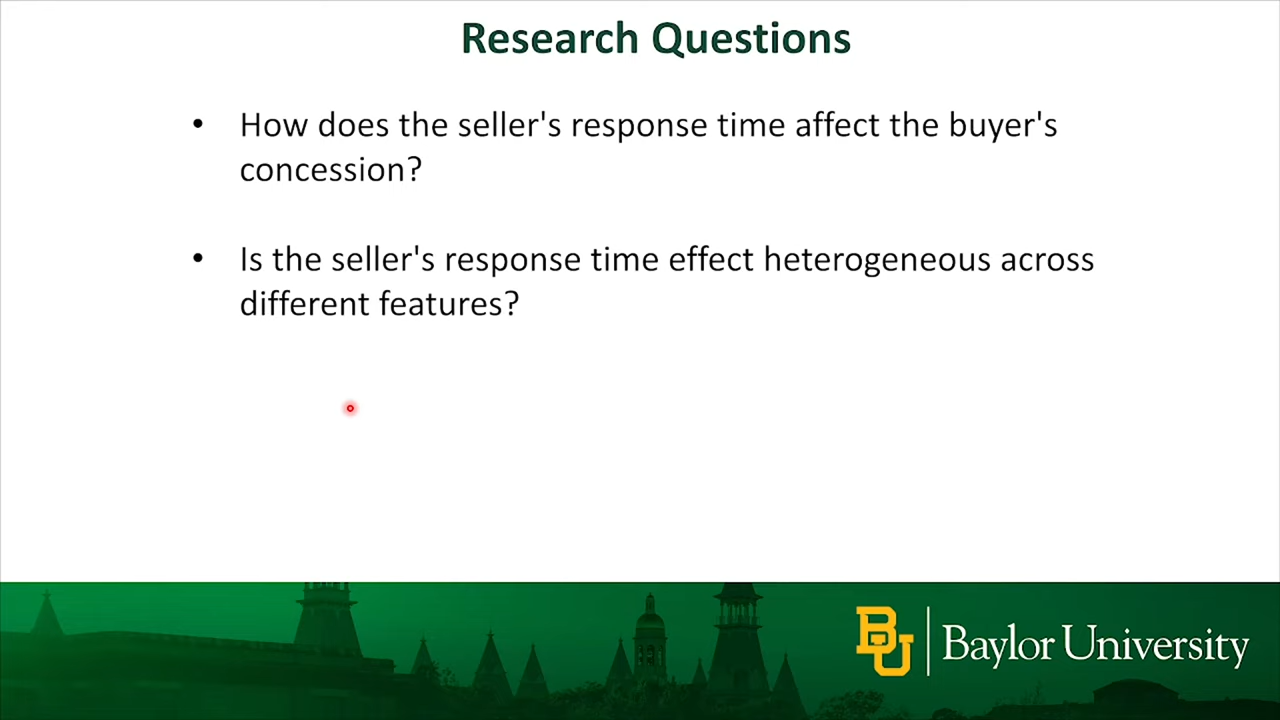 Research Questions
• How does the seller's response time affect the buyer's
concession?
• Is the seller's response time effect heterogeneous across
different features?
BU
Baylor University